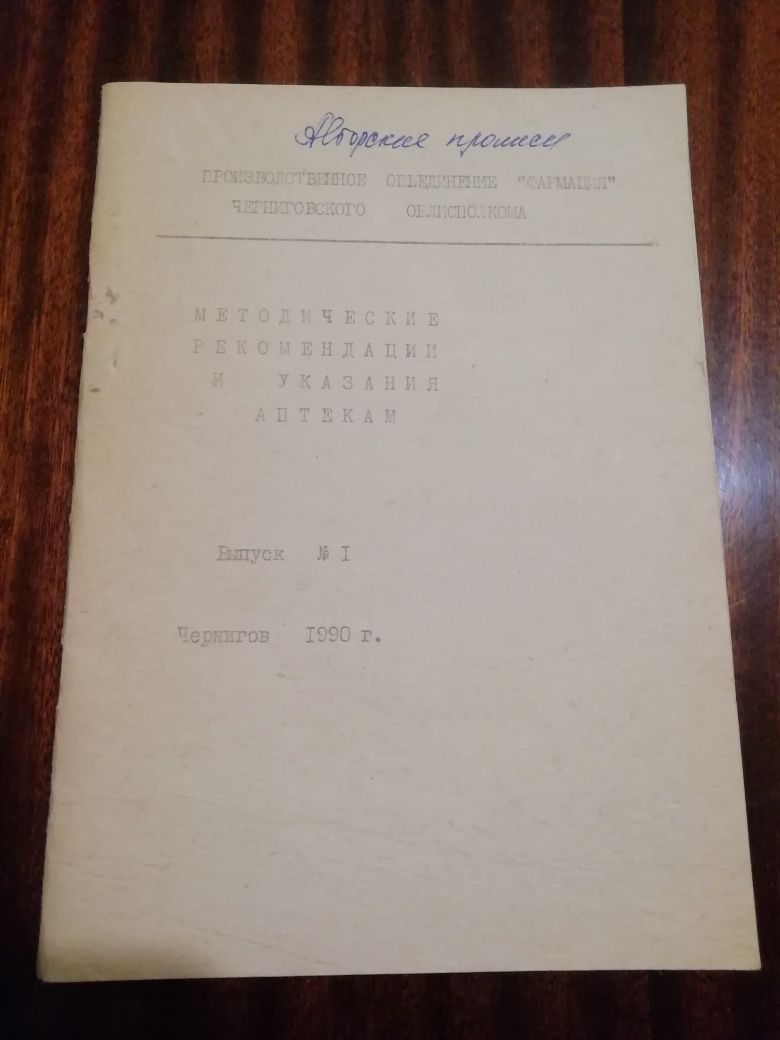 Авторские прописи
ПРОИЗВОДСТВЕННОЕ ОБЪЕДИНЕНИЕ "ФАРМАЦИЯ"
ЧЕРНИГОВСКОГО ОБЛИСПОЛКОМА
МЕТОДИЧЕСКИЕ
РЕКОМЕНДАЦИИ
И УКАЗАНИЯ
АПТЕКАМ
Выпуск № I
Чернигов 1990 г.